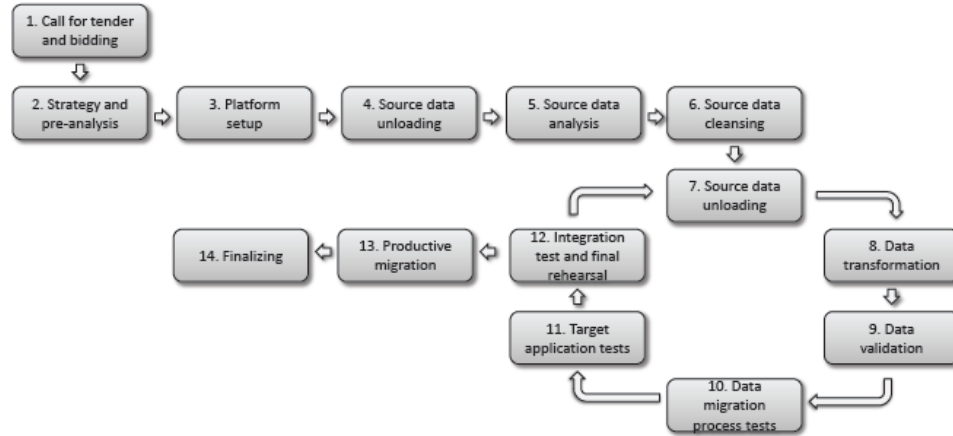 1. Call for tender
and bidding
2. Strategy and
pre-analysis
3. Platform
setup
4. Source data
unloading
5. Source data
analysis
6. Source data
cleansing
7. Source data
unloading
8. Data
transformation
9. Data
validation
10. Data
migration
process tests
11. Target
application tests
12. Integration
test and final
rehearsal
13. Productive
migration
14. Finalizing